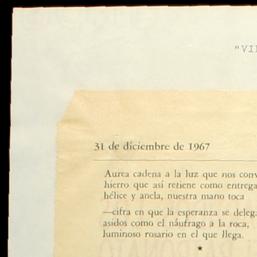 "VI
31 de diciembre de 1967
Aurea cadena a la luz que nos conv
hierro que así retiene como entrega
hélice y ancla, nuestra mano toca
—cifra en que la esperanza se deleg
asidos como el náufrago a la roca,
luminoso rosario en el que llega.
*